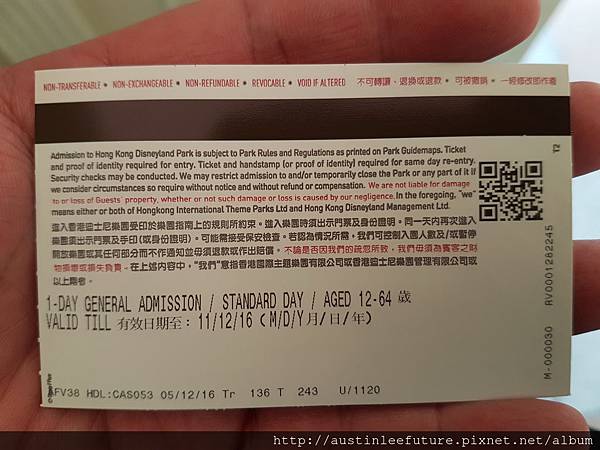 NON-TRANSFERABLE • NON-EXCHANGEABLE • NON-REFUNDABLE • REVOCABLE • VOID IF ALTERED 不可轉讓、退換或退款 • 可被撤銷 • 一經修改即作廢
Admission to Hong Kong Disneyland Park is subject to Park Rules and Regulations as printed on Park Guidemaps. Ticket
and proof of identity required for entry. Ticket and handstamp (or proof of identity) required for same day re-entry.
Security checks may be conducted. We may restrict admission to and/or temporarily close the Park or any part of it if
we consider circumstances so require without notice and without refund or compensation. We are not liable for damage
to or loss of Guests' property, whether or not such damage or loss is caused by our negligence. In the foregoing, "we"
means either or both of Hongkong International Theme Parks Ltd and Hong Kong Disneyland Management Ltd.
進入香港迪士尼樂園受印於樂園指南上的規則所約束。進入樂園時須出示門票及身份證明。同一天內再次進入
樂園須出示門票及手印(或身份證明)。可能需接受保安檢查。若認為情況所需，我們可控制入園人數及/或暫停
開放樂園或其任何部分而不作通知並毋須退款或作出賠償。不論是否因我們的疏忽所致，我們毋須為賓客之財
物損壞或損失負責。在上述內容中，"我們"意指香港國際主題樂園有限公司或香港迪士尼樂園管理有限公司或
以上兩者。
1-DAY GENERAL ADMISSION / STANDARD DAY / AGED 12-64 歲
VALID TILL 有效日期至: 11/12/16 (M/D/Y月/日/年)
FV38 HDL:CAS053 05/12/16 Tr 136 T 243 U/1120
T2
M-000030 RV0001282245
http://austinleefuture.pixnet.net/album